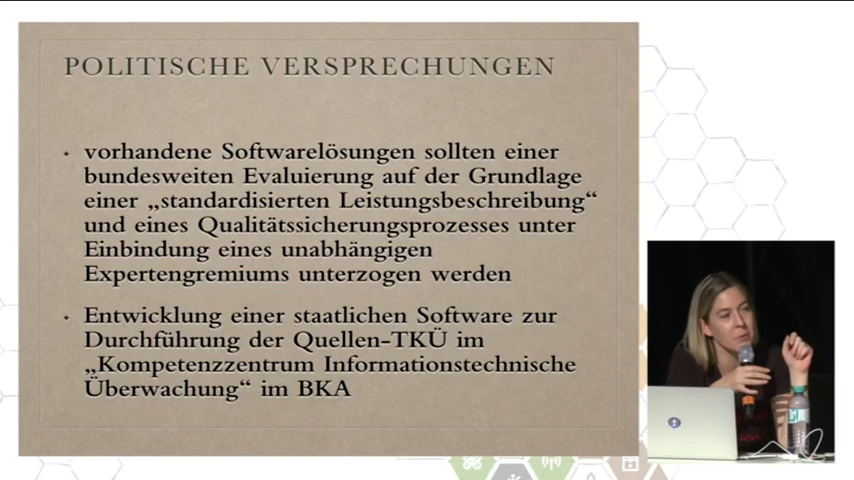 POLITISCHE VERSPRECHUNGEN
vorhandene Softwarelösungen sollten einer
bundesweiten Evaluierung auf der Grundlage
einer „standardisierten Leistungsbeschreibung“
und eines Qualitätssicherungsprozesses unter
Einbindung eines unabhängigen
Expertengremiums unterzogen werden
Entwicklung einer staatlichen Software zur
Durchführung der Quellen-TKÜ im
„Kompetenzzentrum Informationstechnische
Überwachung“ im BKA